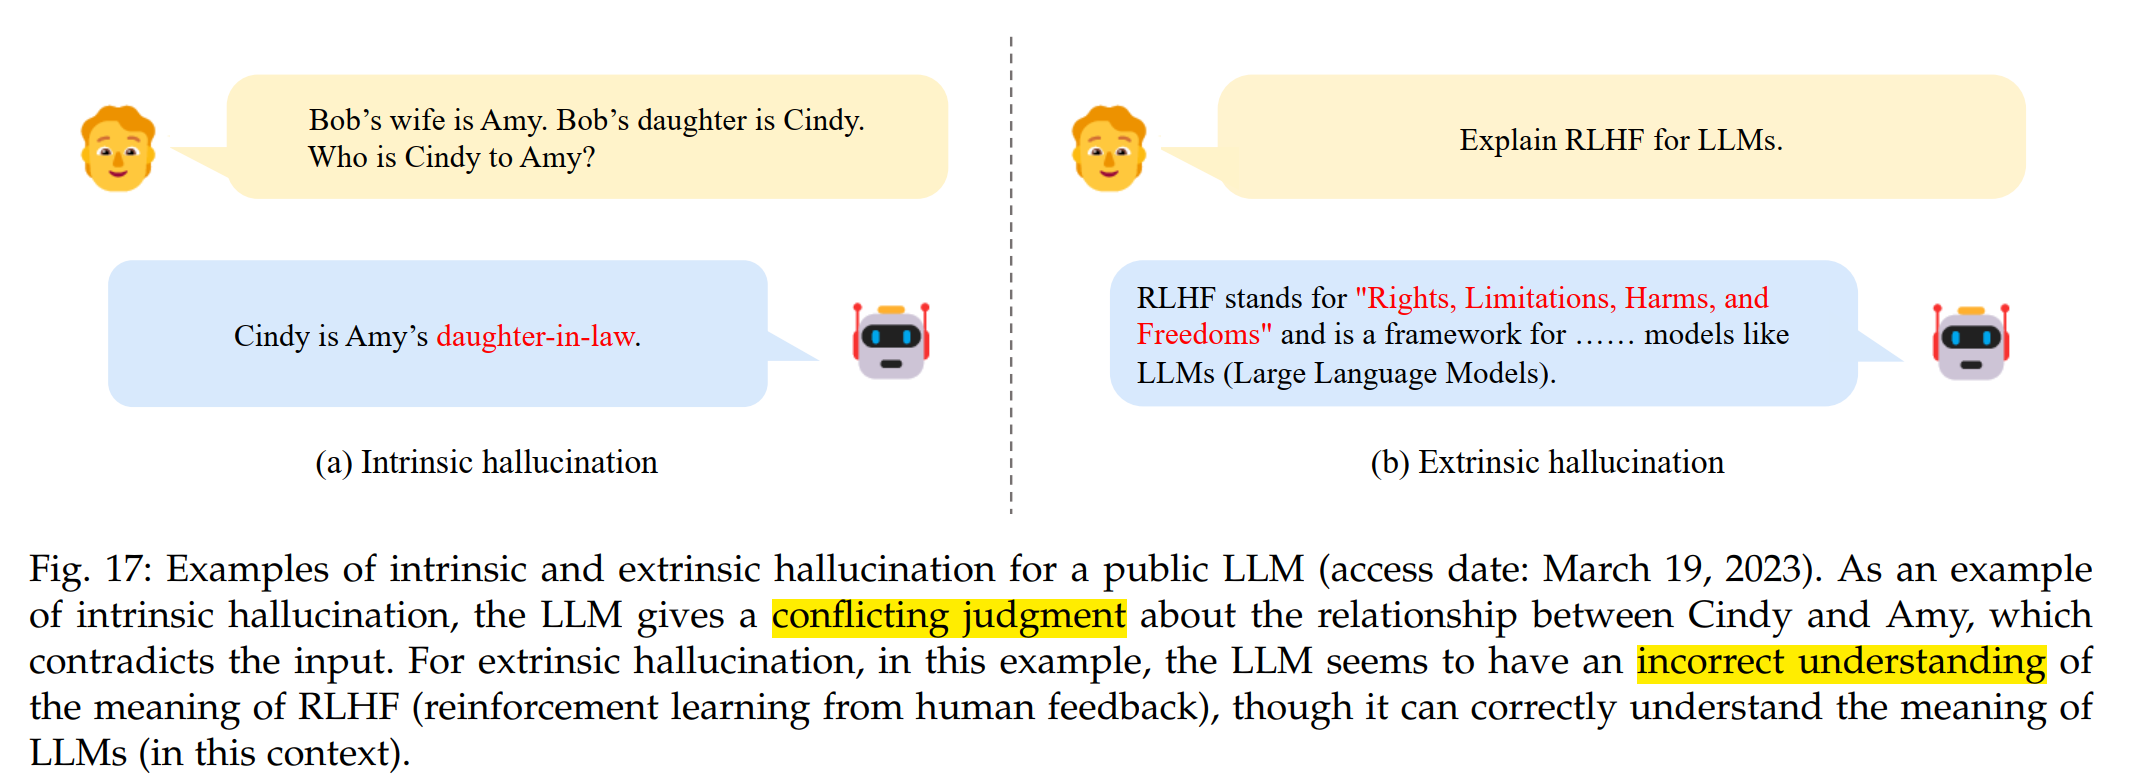 Bob’s wife is Amy. Bob’s daughter is Cindy.
Who is Cindy to Amy?
Cindy is Amy’s daughter-in-law.
(a) Intrinsic hallucination
Explain RLHF for LLMs.
RLHF stands for "Rights, Limitations, Harms, and
Freedoms" and is a framework for …… models like
LLMs (Large Language Models).
(b) Extrinsic hallucination
Fig. 17: Examples of intrinsic and extrinsic hallucination for a public LLM (access date: March 19, 2023). As an example
of intrinsic hallucination, the LLM gives a conflicting judgment about the relationship between Cindy and Amy, which
contradicts the input. For extrinsic hallucination, in this example, the LLM seems to have an incorrect understanding of
the meaning of RLHF (reinforcement learning from human feedback), though it can correctly understand the meaning of
LLMs (in this context).